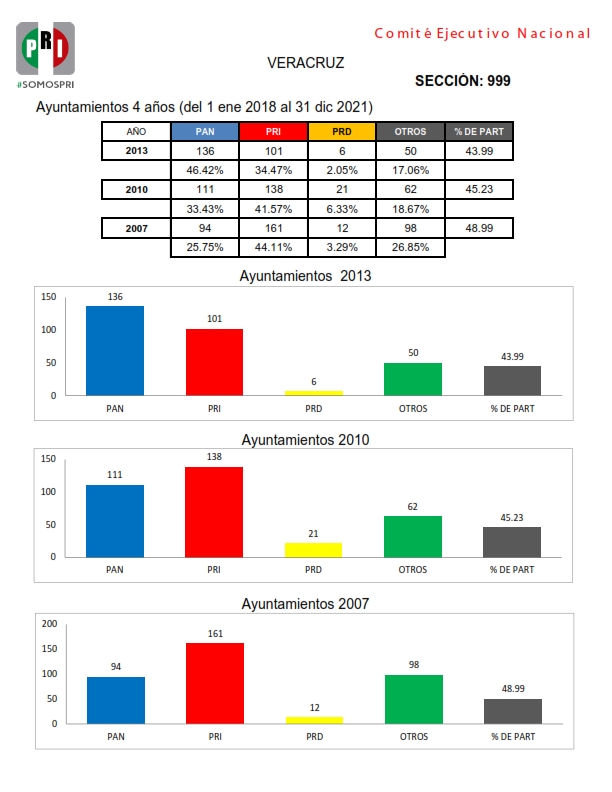 Comité Ejecutivo Nacional
PRI
#SOMOSPRI
VERACRUZ
SECCIÓN: 999
Ayuntamientos 4 años (del 1 ene 2018 al 31 dic 2021)
AÑO PAN PRI PRD OTROS % DE PART
2013 136 101 6 50 43.99
46.42% 34.47% 2.05% 17.06%
2010 111 138 21 62 45.23
33.43% 41.57% 6.33% 18.67%
2007 94 161 12 98 48.99
25.75% 44.11% 3.29% 26.85%
Ayuntamientos 2013
150
100
50
0
136
101
6
50
43.99
PAN PRI PRD OTROS % DE PART
Ayuntamientos 2010
150
100
50
0
111
138
21
62
45.23
PAN PRI PRD OTROS % DE PART
Ayuntamientos 2007
200
150
100
50
0
94
161
12
98
48.99
PAN PRI PRD OTROS % DE PART